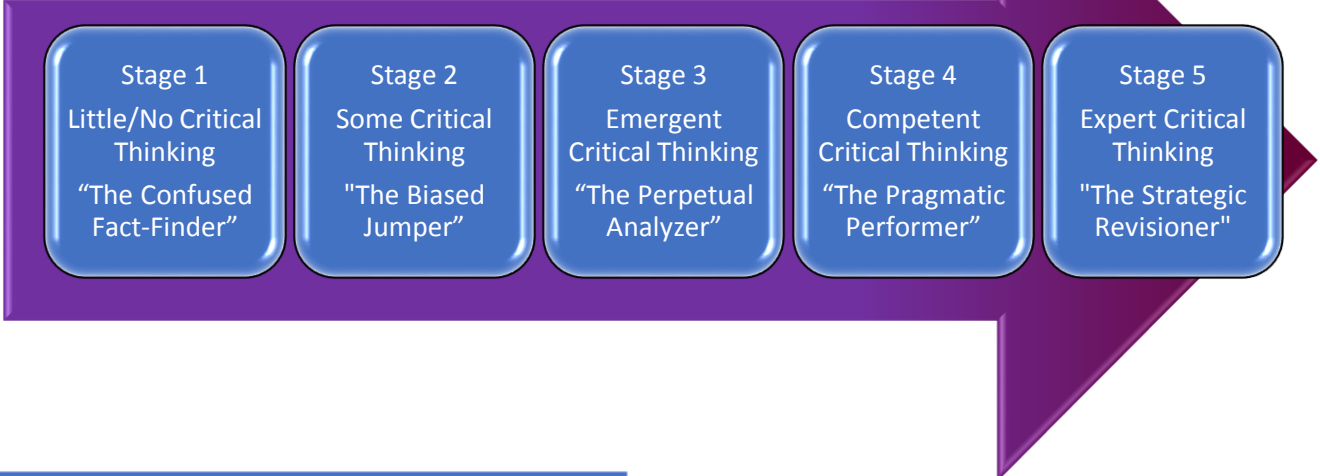 Stage 1
Little/No Critical
Thinking
“The Confused
Fact-Finder”
Stage 2
Some Critical
Thinking
"The Biased
Jumper”
Stage 3
Emergent
Critical Thinking
“The Perpetual
Analyzer”
Stage 4
Competent
Critical Thinking
“The Pragmatic
Performer”
Stage 5
Expert Critical
Thinking
"The Strategic
Revisioner"